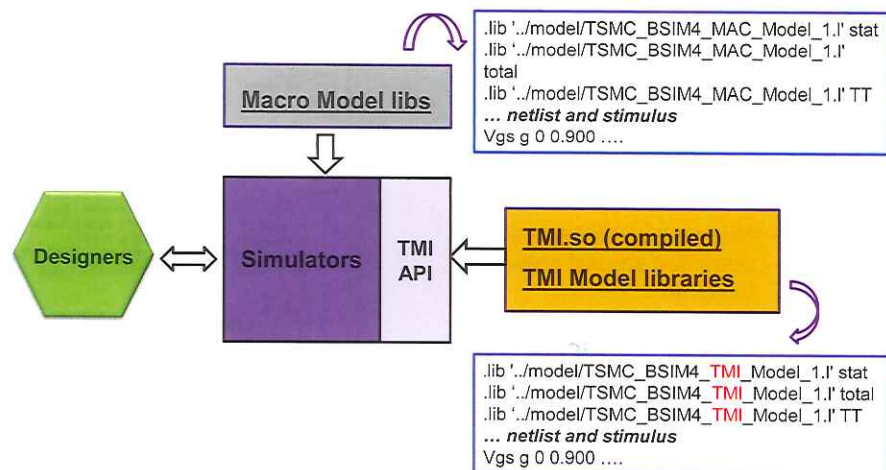 .lib '../model/TSMC_BSIM4_MAC_Model_1.l' stat
.lib '../model/TSMC_BSIM4_MAC_Model_1.l'
total
.lib '../model/TSMC_BSIM4_MAC_Model_1.l' TT
... netlist and stimulus
Vgs g 0 0.900 ....
Macro Model libs
Designers
Simulators
TMI
API
TMI.so (compiled)
TMI Model libraries
.lib '../model/TSMC_BSIM4_TMI_Model_1.l' stat
.lib '../model/TSMC_BSIM4_TMI_Model_1.l' total
.lib '../model/TSMC_BSIM4_TMI_Model_1.l' TT
... netlist and stimulus
Vgs g 0 0.900 ....